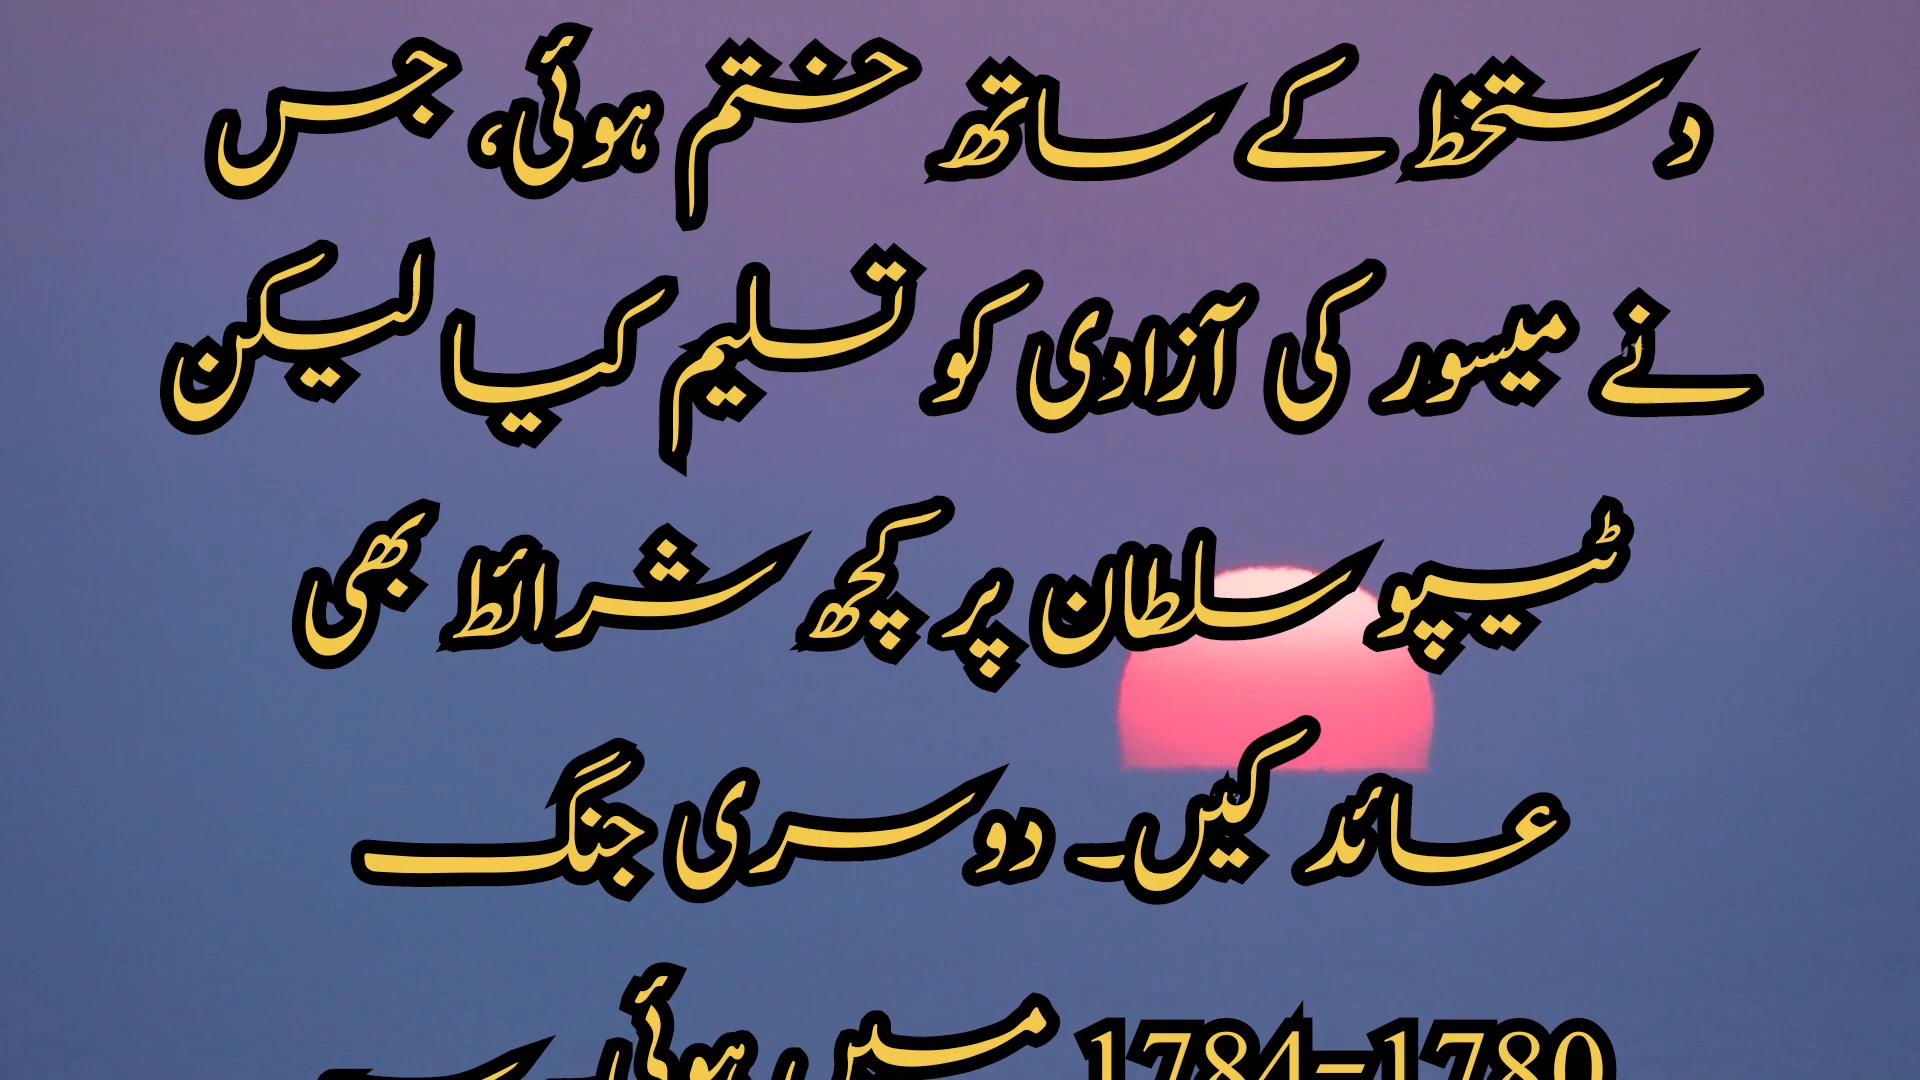 دستخط کے ساتھ ختم ہوئی، جس
نے میسور کی آزادی کو تسلیم کیا لیکن
ٹیپو سلطان پر کچھ شرائط بھی
عائد کیں۔ دوسری جنگ
1780–1784 میں ہوئی۔